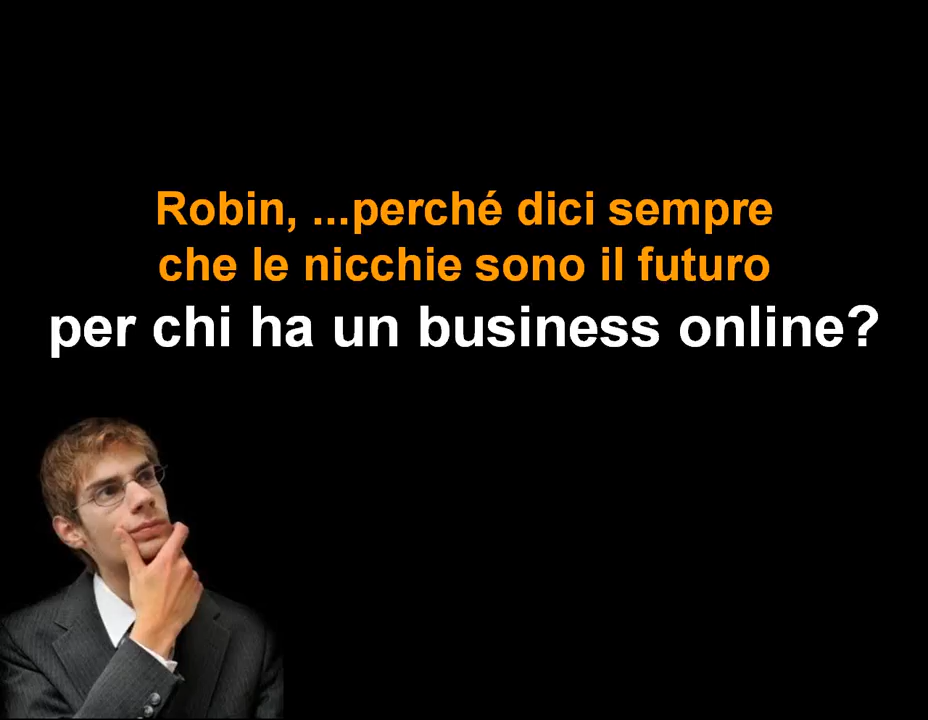 Robin, ...perché dici sempre
che le nicchie sono il futuro
per chi ha un business online?